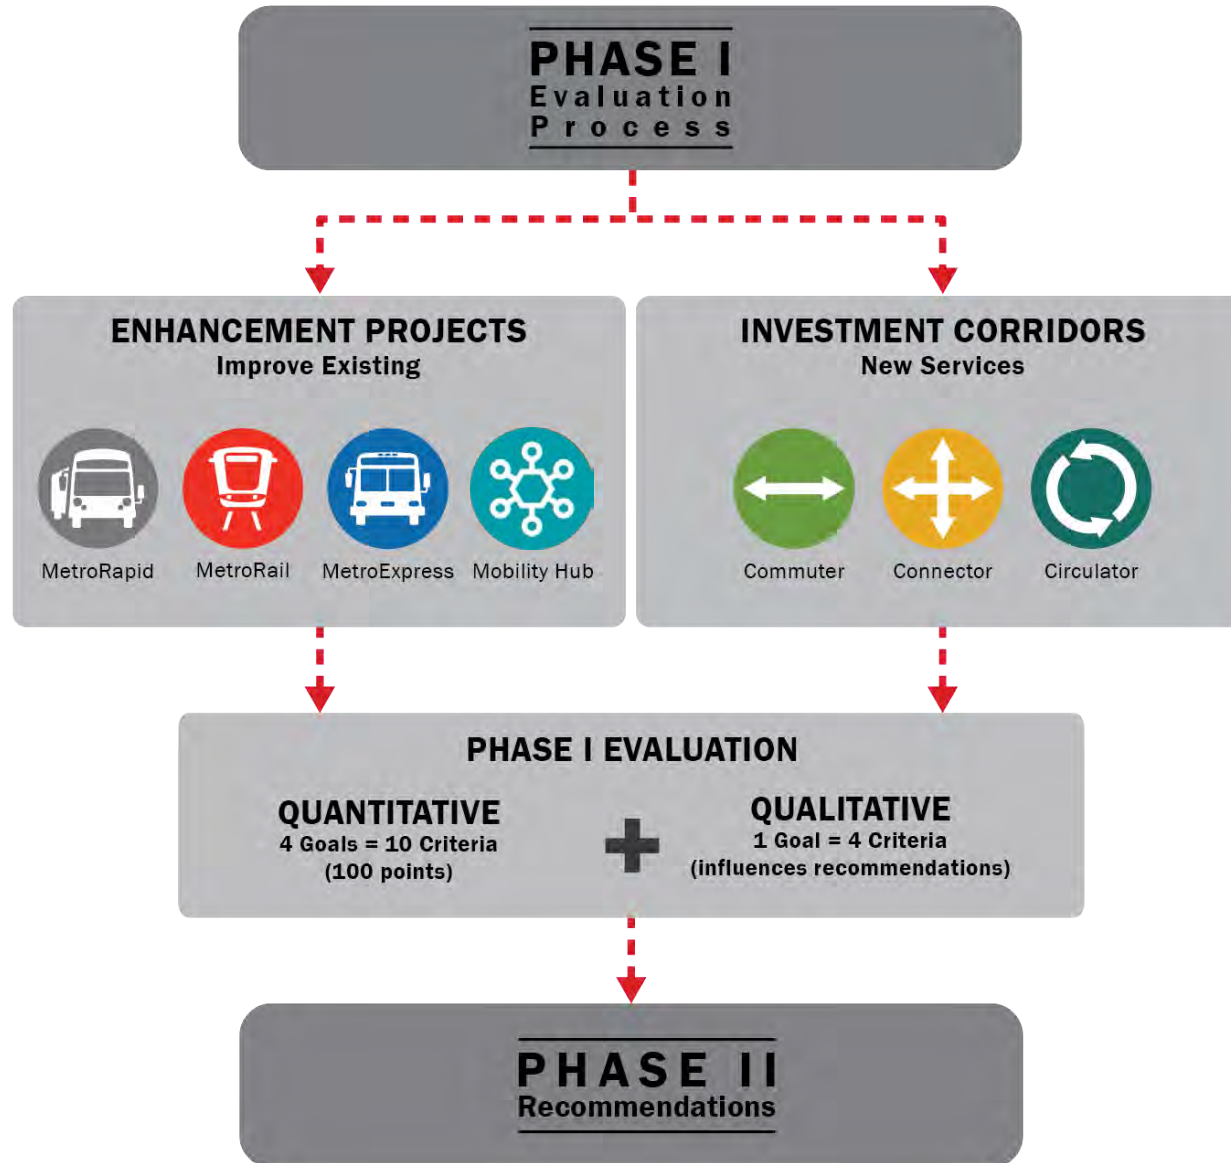 PHASE I
Evaluation
Process
ENHANCEMENT PROJECTS
Improve Existing
MetroRapid
MetroRail
MetroExpress
Mobility Hub
INVESTMENT CORRIDORS
New Services
Commuter
Connector
Circulator
PHASE I EVALUATION
QUANTITATIVE
4 Goals = 10 Criteria
(100 points)
+
QUALITATIVE
1 Goal = 4 Criteria
(influences recommendations)
PHASE II
Recommendations